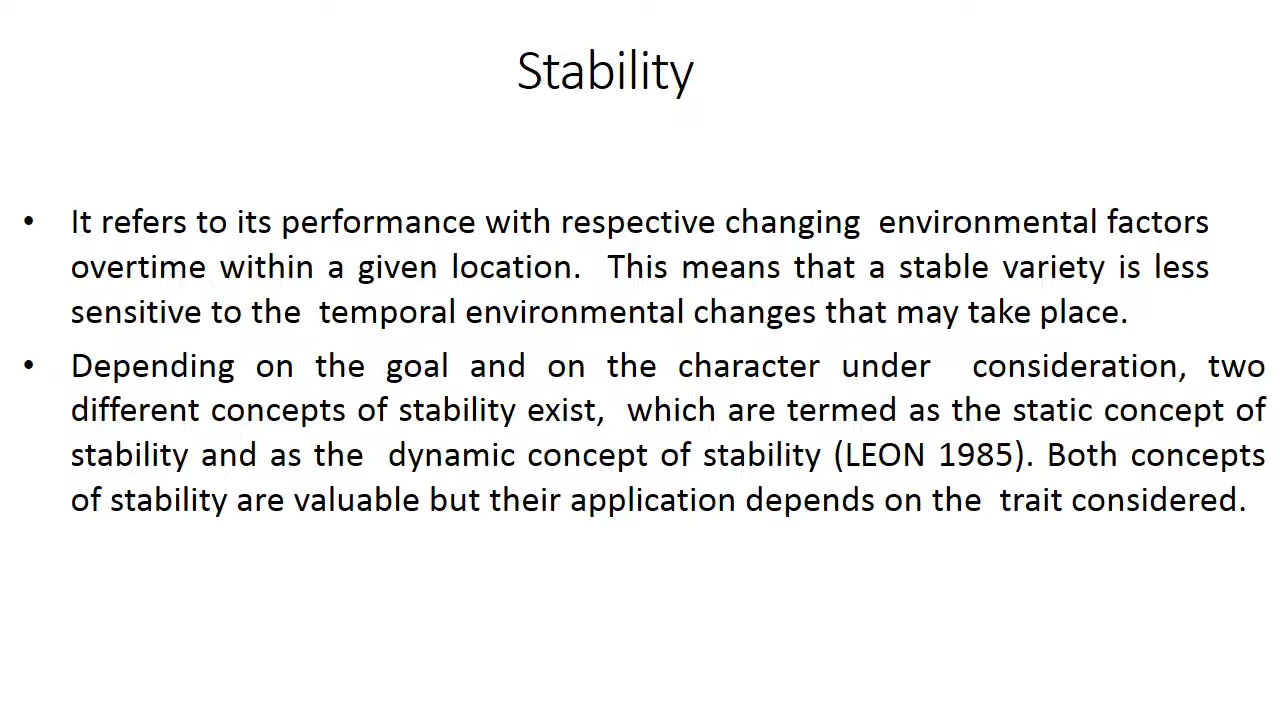 Stability
• It refers to its performance with respective changing environmental factors
overtime within a given location. This means that a stable variety is less
sensitive to the temporal environmental changes that may take place.
• Depending on the goal and on the character under consideration, two
different concepts of stability exist, which are termed as the static concept of
stability and as the dynamic concept of stability (LEON 1985). Both concepts
of stability are valuable but their application depends on the trait considered.